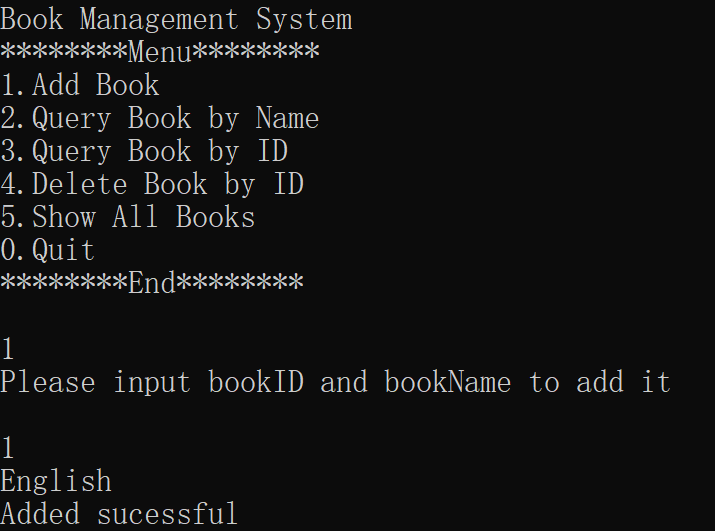 Book Management System
********Menu********
1.Add Book
2.Query Book by Name
3.Query Book by ID
4.Delete Book by ID
5.Show All Books
0.Quit
********End********
1
Please input bookID and bookName to add it
1
English
Added sucessful